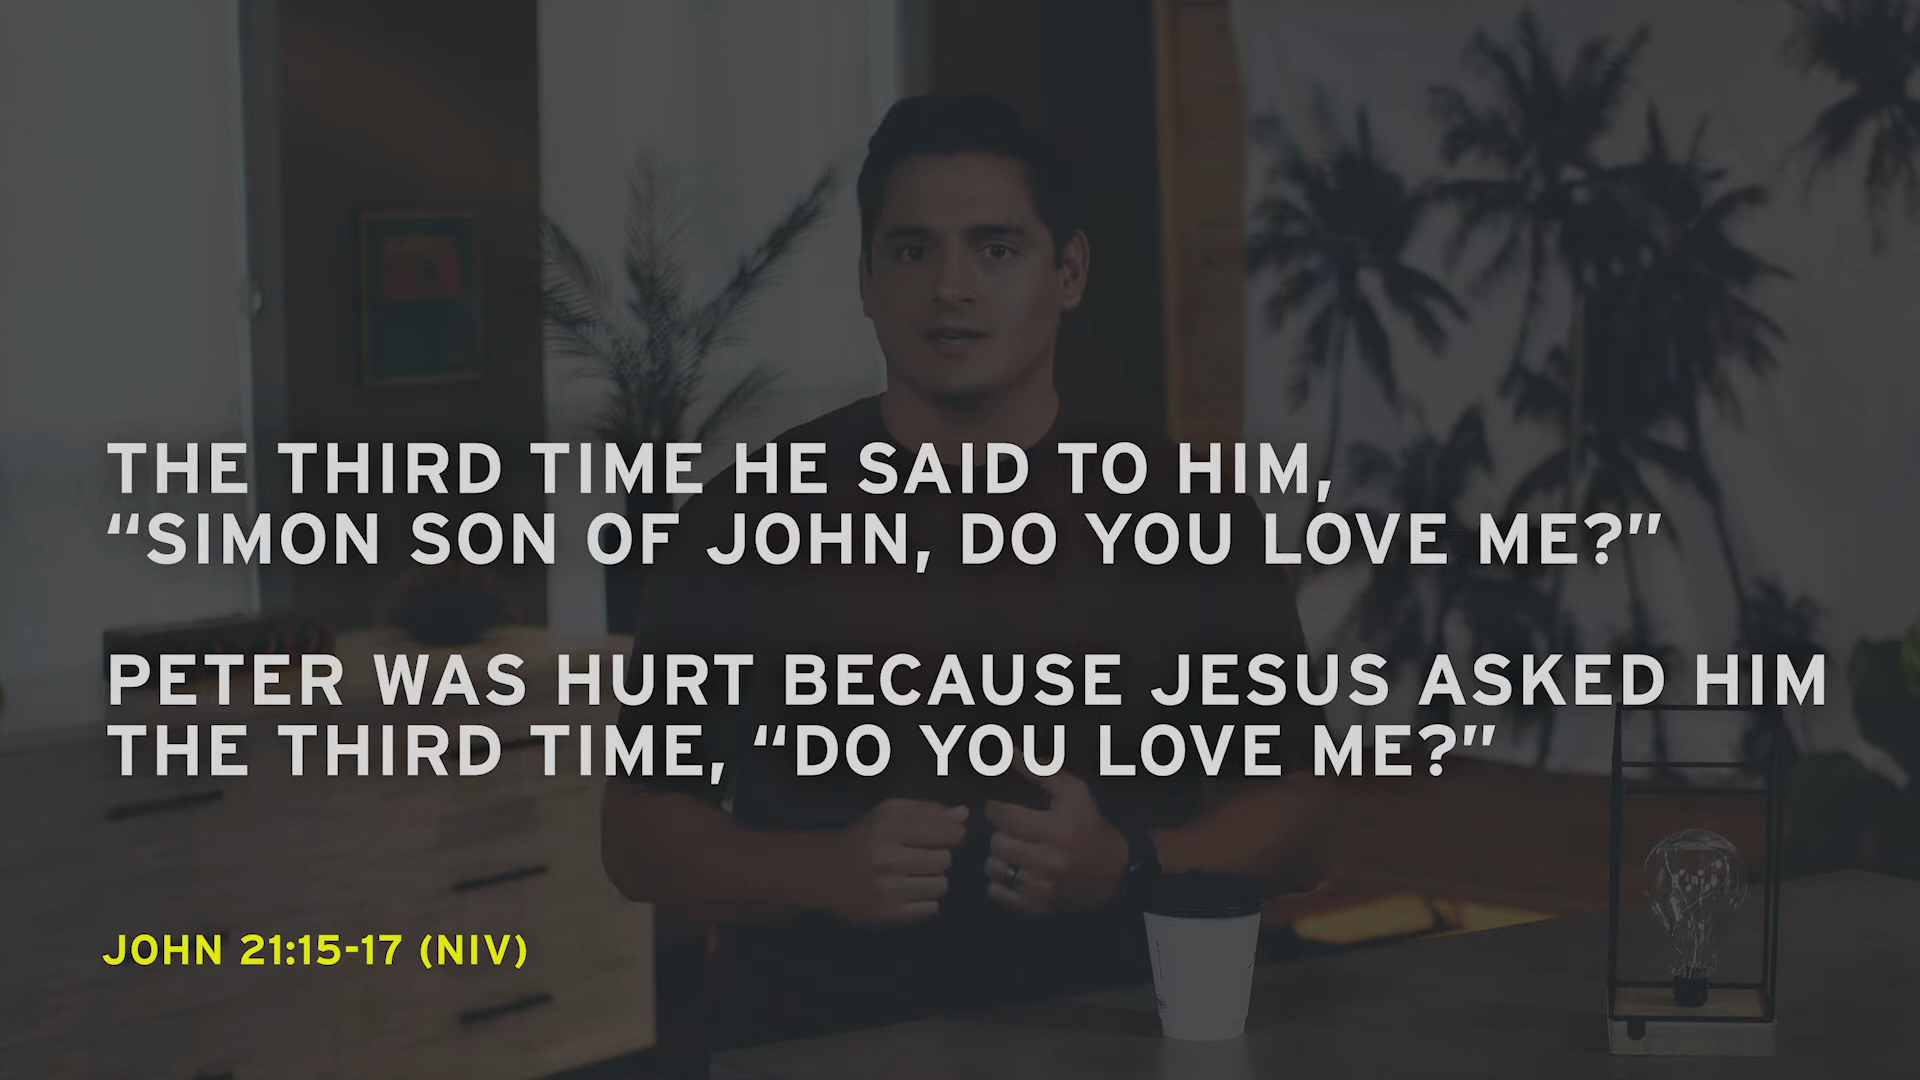 THE THIRD TIME HE SAID TO HIM,
“SIMON SON OF JOHN, DO YOU LOVE ME?”
PETER WAS HURT BECAUSE JESUS ASKED HIM
THE THIRD TIME, “DO YOU LOVE ME?”
JOHN 21:15-17 (NIV)